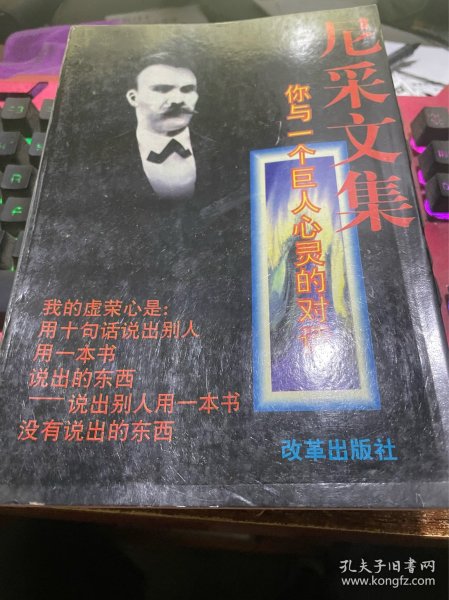 尼采文集
你与一个巨人心灵的对话
我的虚荣心是：
用十句话说出别人
用一本书
说出的东西
——说出别人用一本书
没有说出的东西
改革出版社
孔夫子旧书网
www.kongfz.com